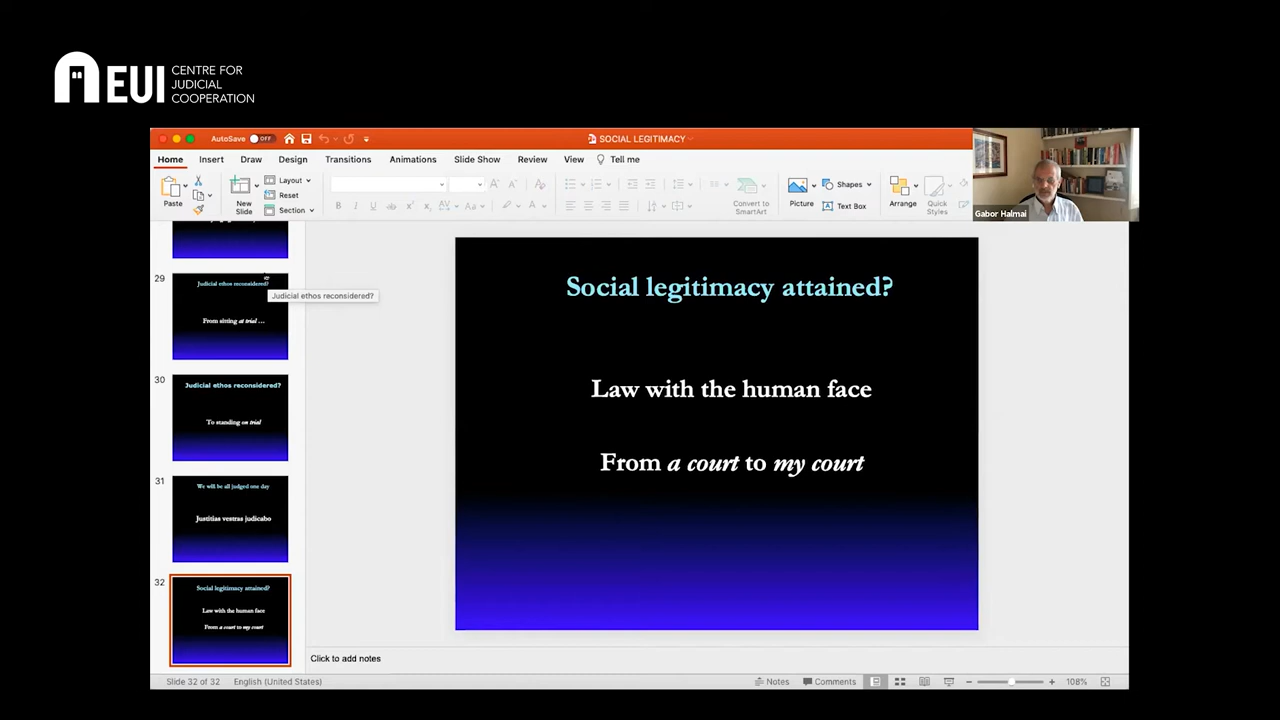 EUI
CENTRE FOR
JUDICIAL
COOPERATION
AutoSave OFF
SOCIAL LEGITIMACY
Home Insert Draw Design Transitions Animations Slide Show Review View Tell me
Paste
New
Slide
Layout
Reset
Section
Convert to
SmartArt
Picture
Shapes
Text Box
Arrange
Quick
Styles
Gabor Halmai
29
Judicial ethos reconsidered?
From sitting at trial ...
Judicial ethos reconsidered?
30
Judicial ethos reconsidered?
To standing on trial
31
We will be all judged one day
Justitias vestras judicabo
32
Social legitimacy attained?
Law with the human face
From a court to my court
Social legitimacy attained?
Law with the human face
From a court to my court
Click to add notes
Slide 32 of 32 English (United States) Notes Comments 108%